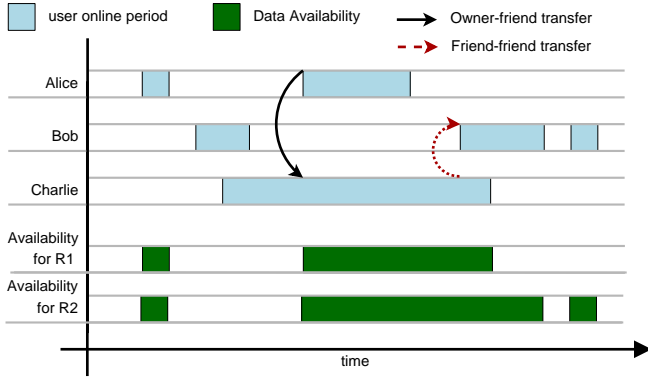 user online period
Data Availability
Owner-friend transfer
Friend-friend transfer
Alice
Bob
Charlie
Availability
for R1
Availability
for R2
time